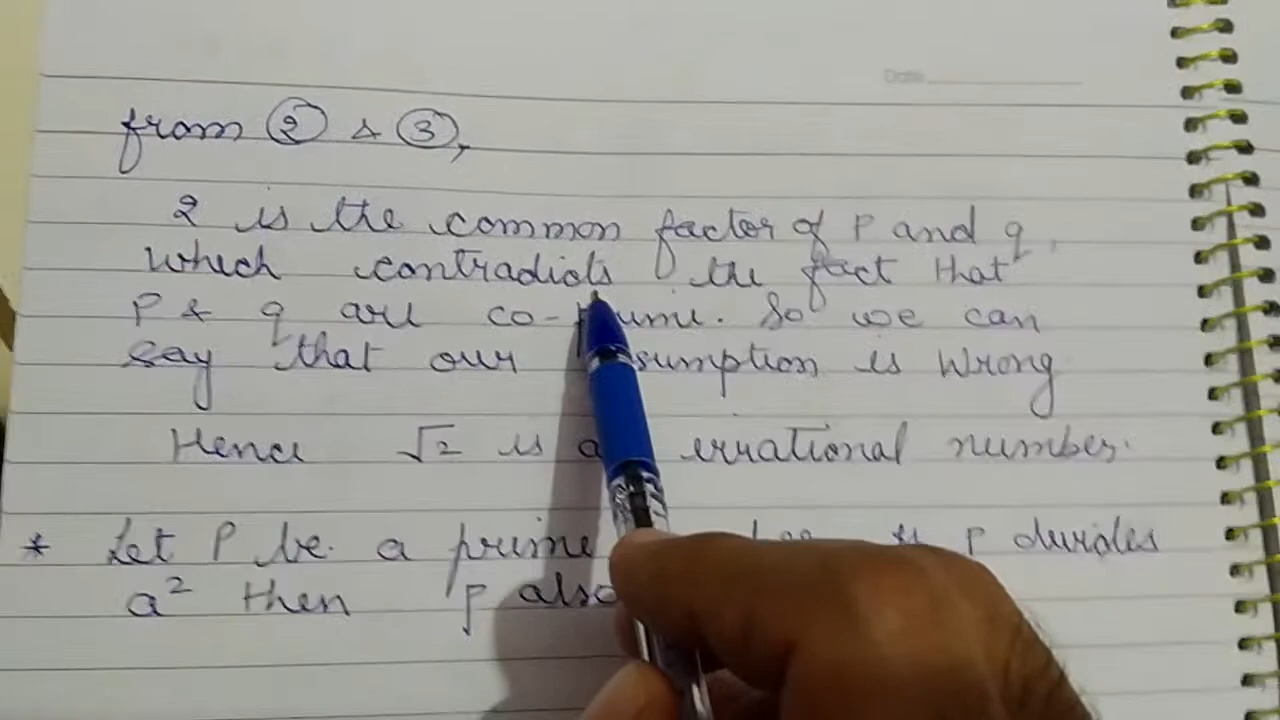 Date
from ② & ③,
2 is the common factor of P and q.
Which contradicts the fact that
P & q are co-prime. So we can
say that our assumption is Wrong
Hence √2 is a irrational number.
* Let P be a prime P divides
a² then p also